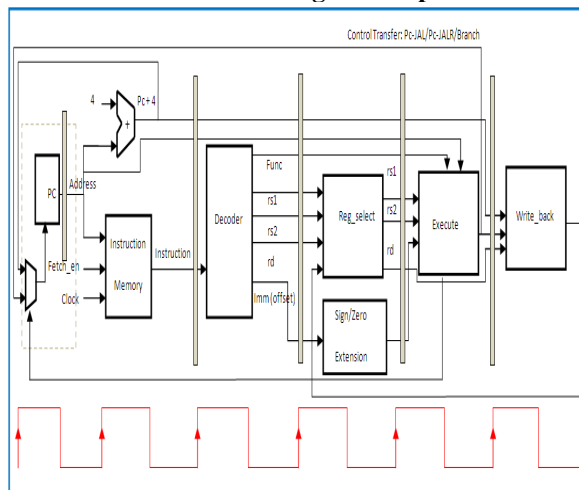 Control Transfer: Pc-JAL/Pc-JALR/Branch
4
Pc+ 4
+
PC
Address
Fetch_en
Clock
Instruction
Memory
Instruction
Decoder
Func
rs1
rs2
rd
Imm (offset)
Reg_select
Sign/Zero
Extension
rs1
rs2
rd
Execute
Write_back